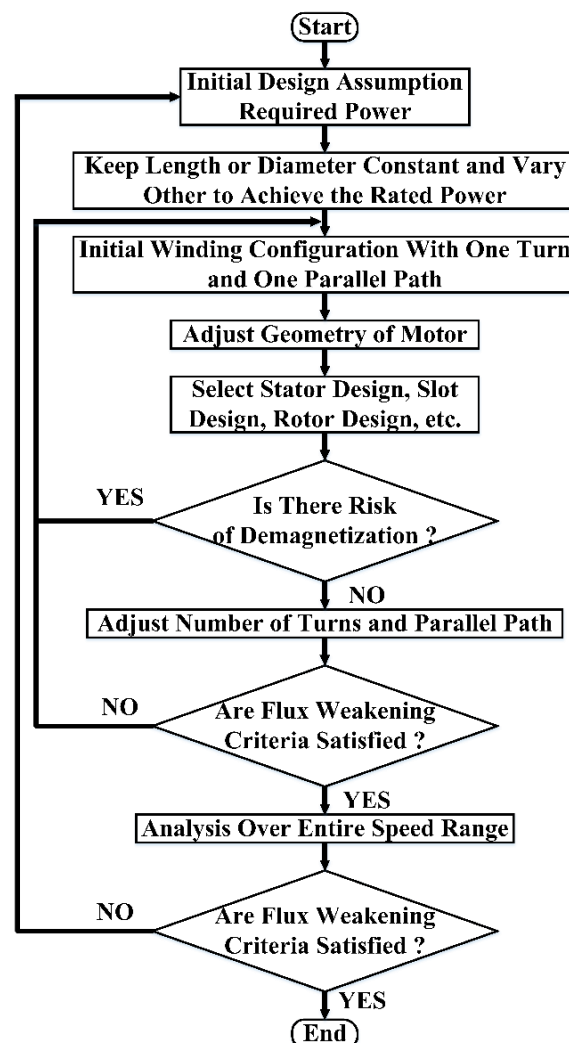 Start
Initial Design Assumption
Required Power
Keep Length or Diameter Constant and Vary
Other to Achieve the Rated Power
Initial Winding Configuration With One Turn
and One Parallel Path
Adjust Geometry of Motor
Select Stator Design, Slot
Design, Rotor Design, etc.
YES
Is There Risk
of Demagnetization ?
NO
Adjust Number of Turns and Parallel Path
NO
Are Flux Weakening
Criteria Satisfied ?
YES
Analysis Over Entire Speed Range
NO
Are Flux Weakening
Criteria Satisfied ?
YES
End